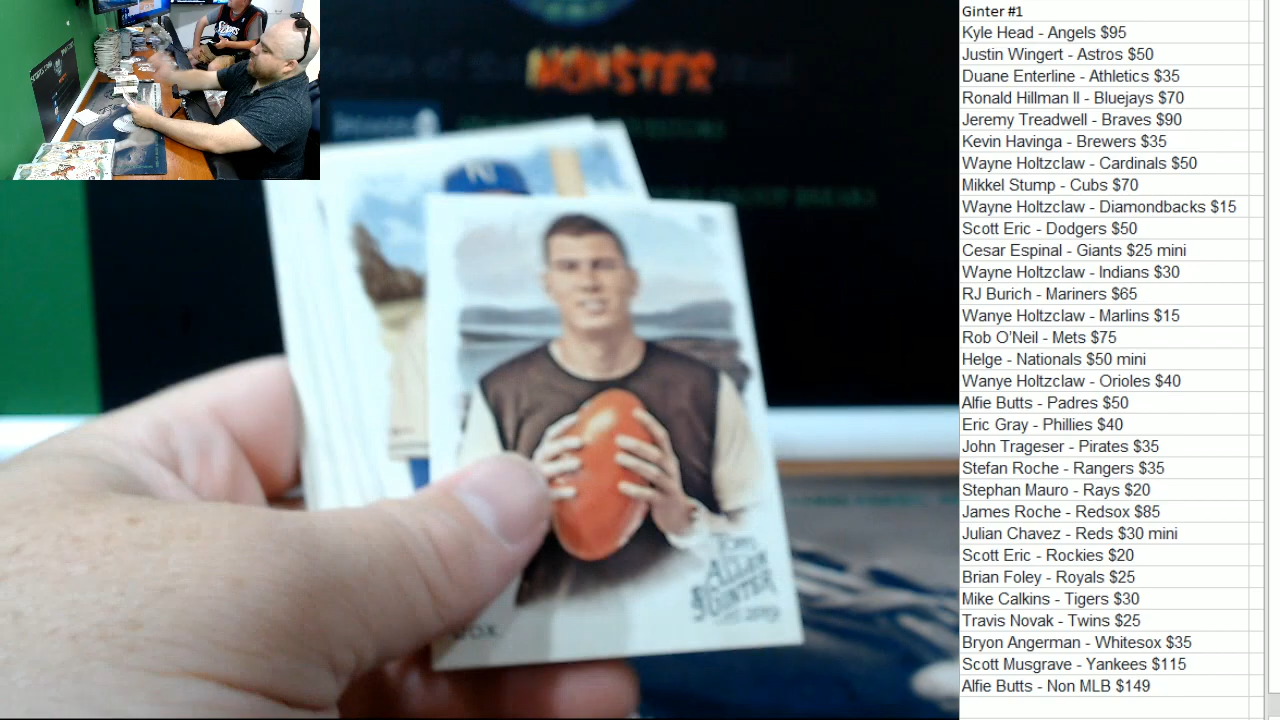 Ginter #1
Kyle Head - Angels $95
Justin Wingert - Astros $50
Duane Enterline - Athletics $35
Ronald Hillman ll - Bluejays $70
Jeremy Treadwell - Braves $90
Kevin Havinga - Brewers $35
Wayne Holtzclaw - Cardinals $50
Mikkel Stump - Cubs $70
Wayne Holtzclaw - Diamondbacks $15
Scott Eric - Dodgers $50
Cesar Espinal - Giants $25 mini
Wayne Holtzclaw - Indians $30
RJ Burich - Mariners $65
Wanye Holtzclaw - Marlins $15
Rob O'Neil - Mets $75
Helge - Nationals $50 mini
Wanye Holtzclaw - Orioles $40
Alfie Butts - Padres $50
Eric Gray - Phillies $40
John Trageser - Pirates $35
Stefan Roche - Rangers $35
Stephan Mauro - Rays $20
James Roche - Redsox $85
Julian Chavez - Reds $30 mini
Scott Eric - Rockies $20
Brian Foley - Royals $25
Mike Calkins - Tigers $30
Travis Novak - Twins $25
Bryon Angerman - Whitesox $35
Scott Musgrave - Yankees $115
Alfie Butts - Non MLB $149
MONSTER
Topps
ALLEN
& GINTER
2019